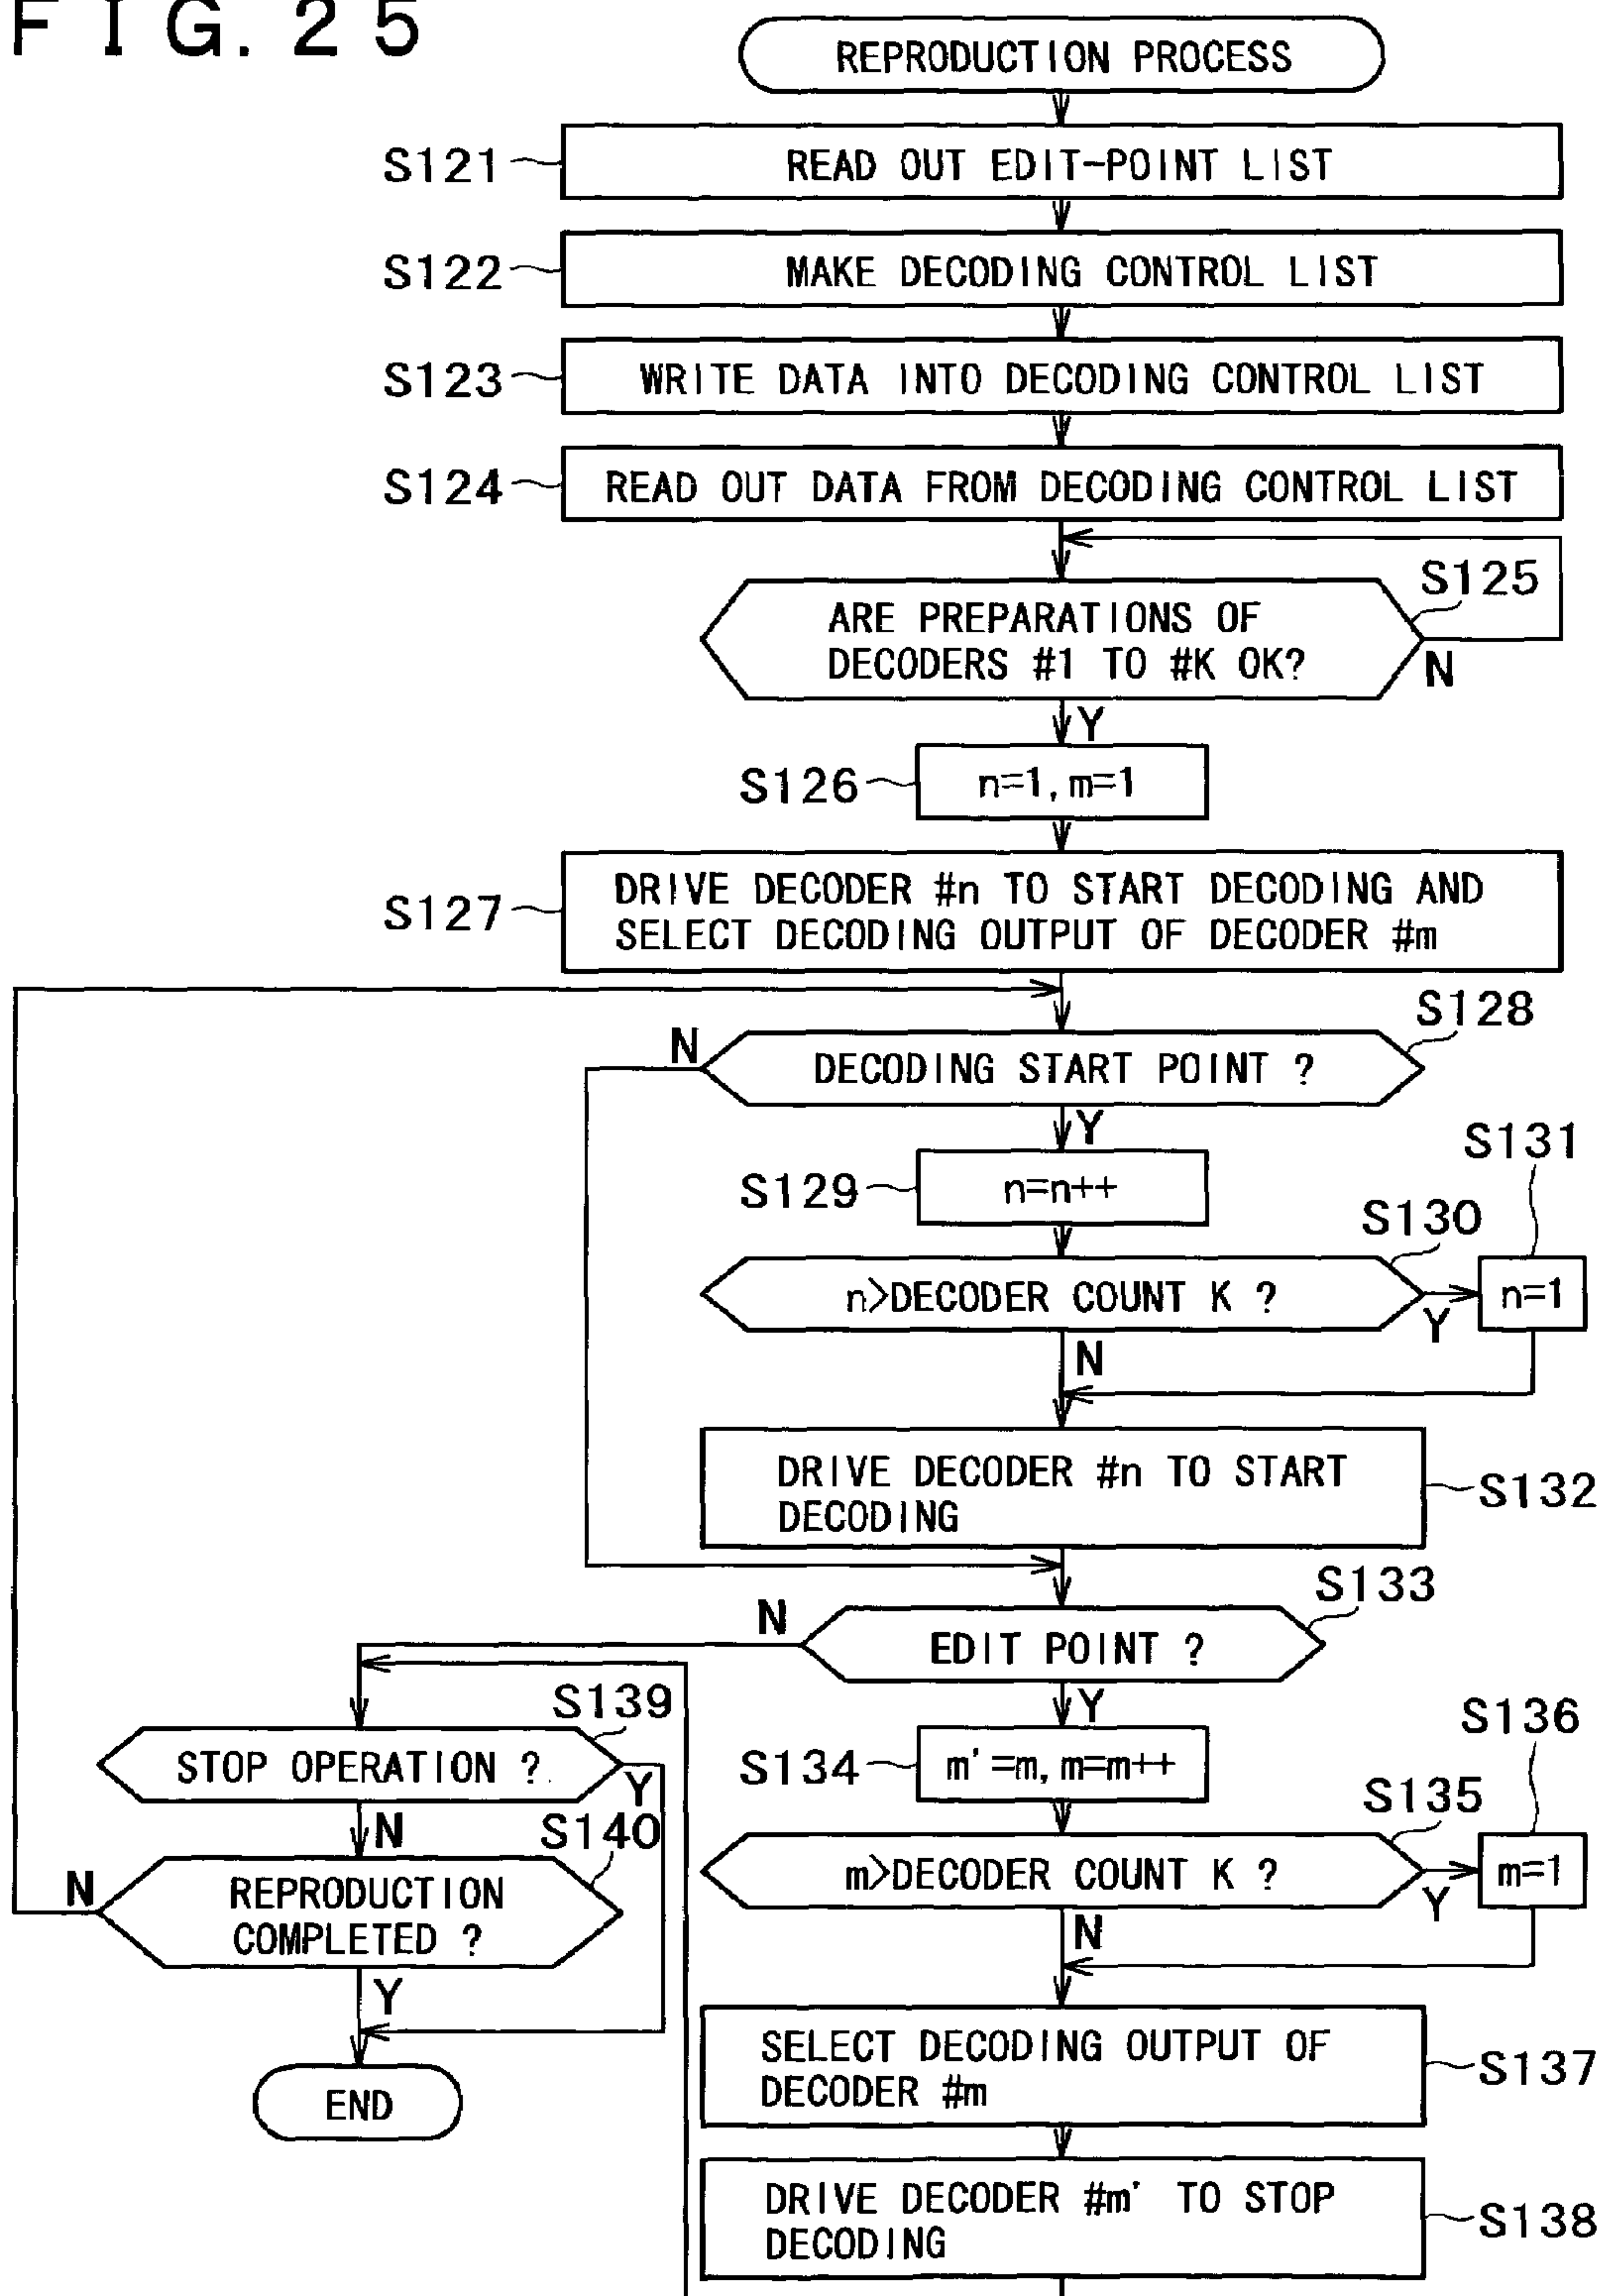 FIG. 25
REPRODUCTION PROCESS
S121
READ OUT EDIT-POINT LIST
S122
MAKE DECODING CONTROL LIST
S123
WRITE DATA INTO DECODING CONTROL LIST
S124
READ OUT DATA FROM DECODING CONTROL LIST
S125
ARE PREPARATIONS OF
DECODERS #1 TO #K OK?
N
Y
S126
n=1, m=1
S127
DRIVE DECODER #n TO START DECODING AND
SELECT DECODING OUTPUT OF DECODER #m
S128
N
DECODING START POINT ?
Y
S129
n=n++
S130
S131
n>DECODER COUNT K ?
Y
n=1
N
DRIVE DECODER #n TO START
DECODING
S132
S133
N
EDIT POINT ?
Y
S134
m'=m, m=m++
S135
S136
m>DECODER COUNT K ?
Y
m=1
N
SELECT DECODING OUTPUT OF
DECODER #m
S137
DRIVE DECODER #m' TO STOP
DECODING
S138
S139
STOP OPERATION ?
Y
N
S140
N
REPRODUCTION
COMPLETED ?
Y
END